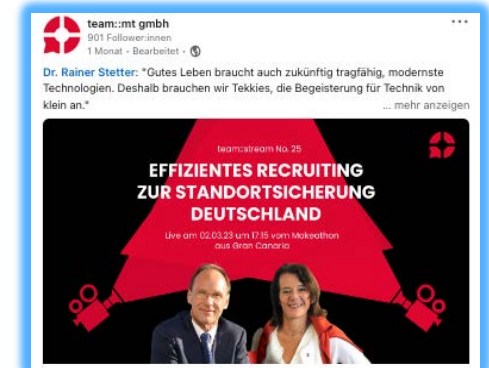 team::mt gmbh
901 Follower:innen
1 Monat • Bearbeitet •
Dr. Rainer Stetter: "Gutes Leben braucht auch zukünftig tragfähig, modernste
Technologien. Deshalb brauchen wir Tekkies, die Begeisterung für Technik von
klein an."
... mehr anzeigen
team::stream No. 25
EFFIZIENTES RECRUITING
ZUR STANDORTSICHERUNG
DEUTSCHLAND
Live am 02.03.23 um 17:15 vom Makeathon
aus Gran Canaria